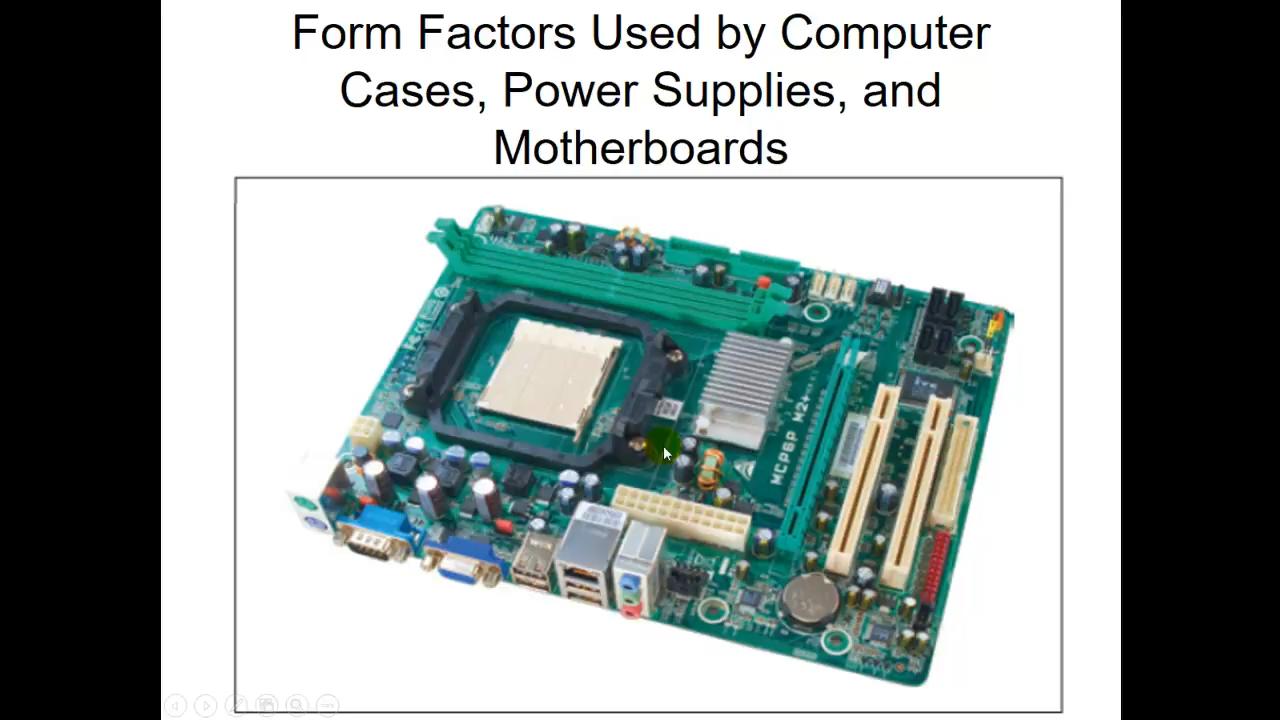 Form Factors Used by Computer
Cases, Power Supplies, and
Motherboards
MCP6P M2+